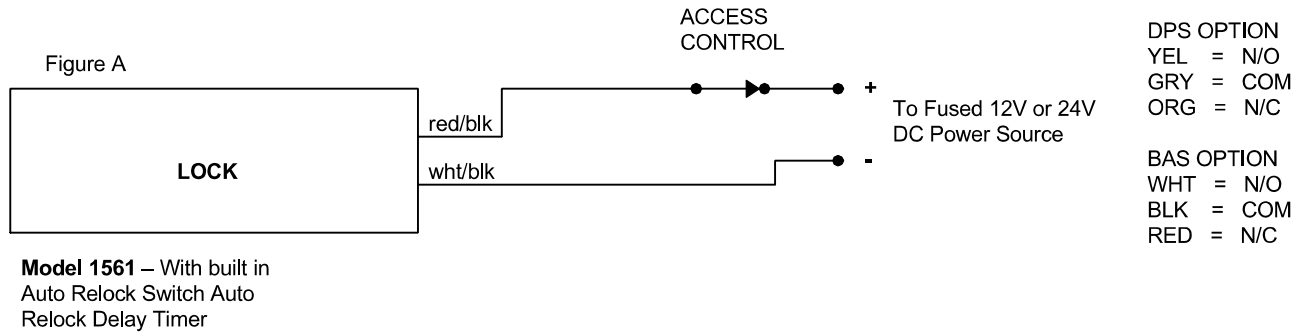 Figure A
ACCESS
CONTROL
red/blk
wht/blk
LOCK
+
-
To Fused 12V or 24V
DC Power Source
Model 1561 – With built in
Auto Relock Switch Auto
Relock Delay Timer
DPS OPTION
YEL = N/O
GRY = COM
ORG = N/C
BAS OPTION
WHT = N/O
BLK = COM
RED = N/C